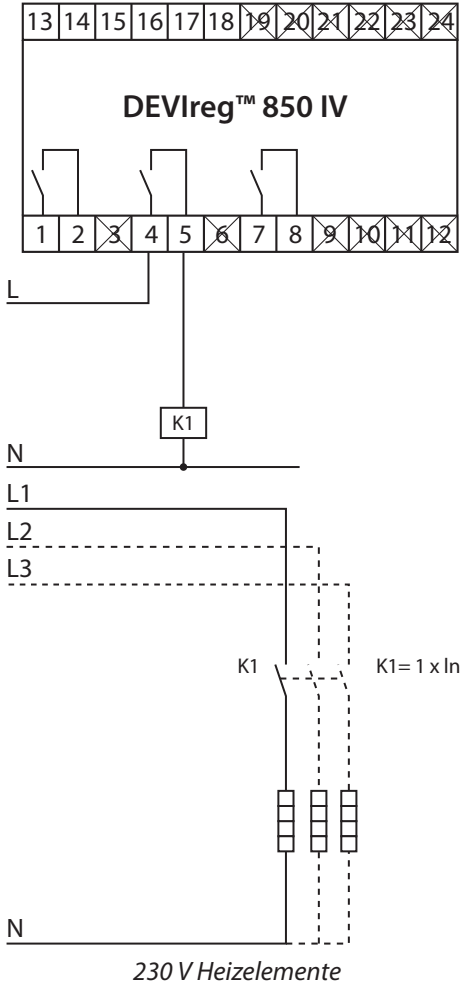 13 14 15 16 17 18 19 20 21 22 23 24
DEVIreg™ 850 IV
1 2 3 4 5 6 7 8 9 10 11 12
L
K1
N
L1
L2
L3
K1 K1= 1 x In
N
230 V Heizelemente